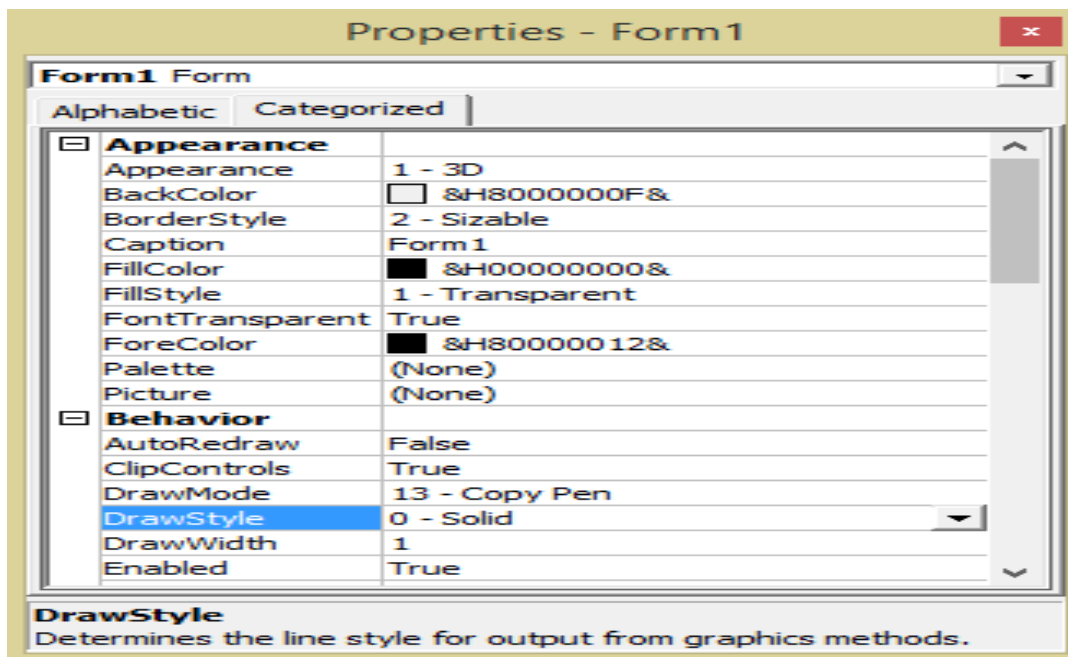 Properties - Form1
Form1 Form
Alphabetic Categorized
Appearance
Appearance 1 - 3D
BackColor &H8000000F&
BorderStyle 2 - Sizable
Caption Form1
FillColor &H00000000&
FillStyle 1 - Transparent
FontTransparent True
ForeColor &H80000012&
Palette (None)
Picture (None)
Behavior
AutoRedraw False
ClipControls True
DrawMode 13 - Copy Pen
DrawStyle 0 - Solid
DrawWidth 1
Enabled True
DrawStyle
Determines the line style for output from graphics methods.